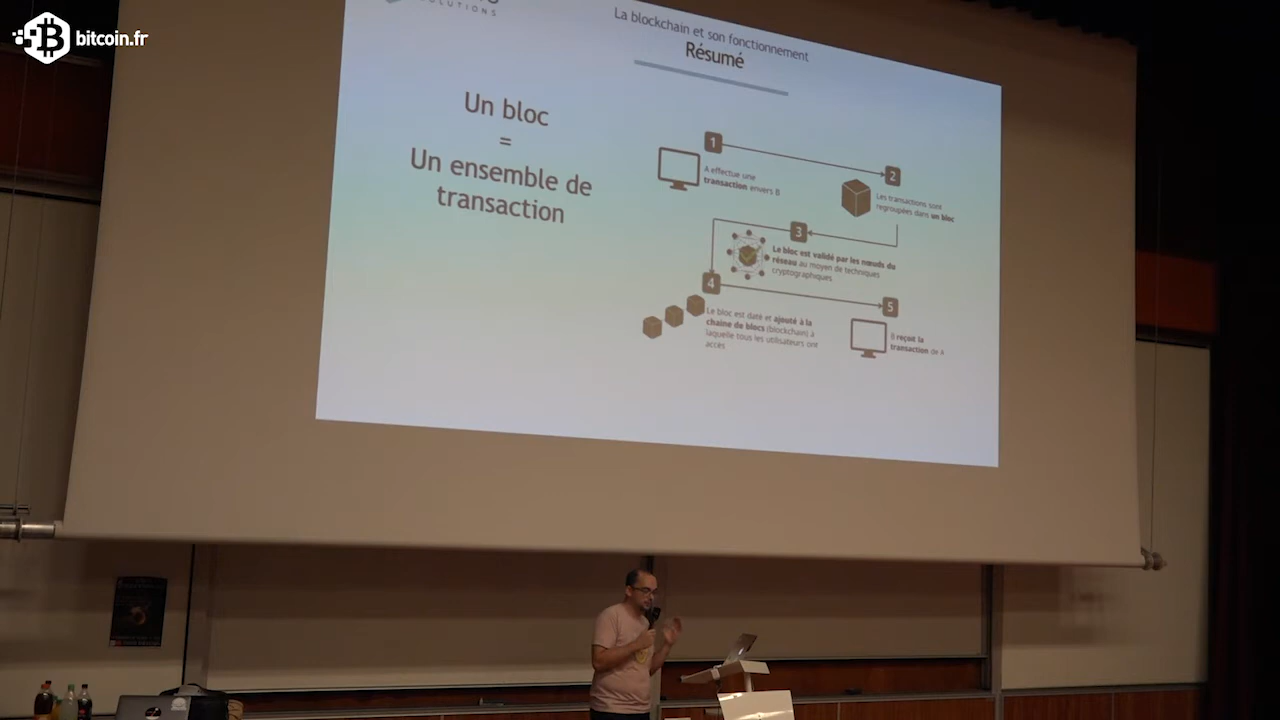 bitcoin.fr
SOLUTIONS
La blockchain et son fonctionnement
Résumé
Un bloc
=
Un ensemble de
transaction
1
A effectue une
transaction envers B
2
Les transactions sont
regroupées dans un bloc
3
Le bloc est validé par les nœuds du
réseau au moyen de techniques
cryptographiques
4
Le bloc est daté et ajouté à la
chaîne de blocs (blockchain) à
laquelle tous les utilisateurs ont
accès
5
B reçoit la
transaction de A